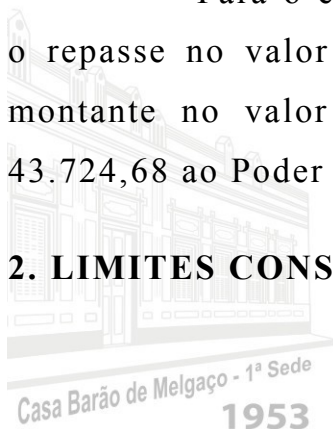 o repasse no valor
montante no valor
43.724,68 ao Poder
2. LIMITES CONS
Casa Barão de Melgaço - 1ª Sede
1953